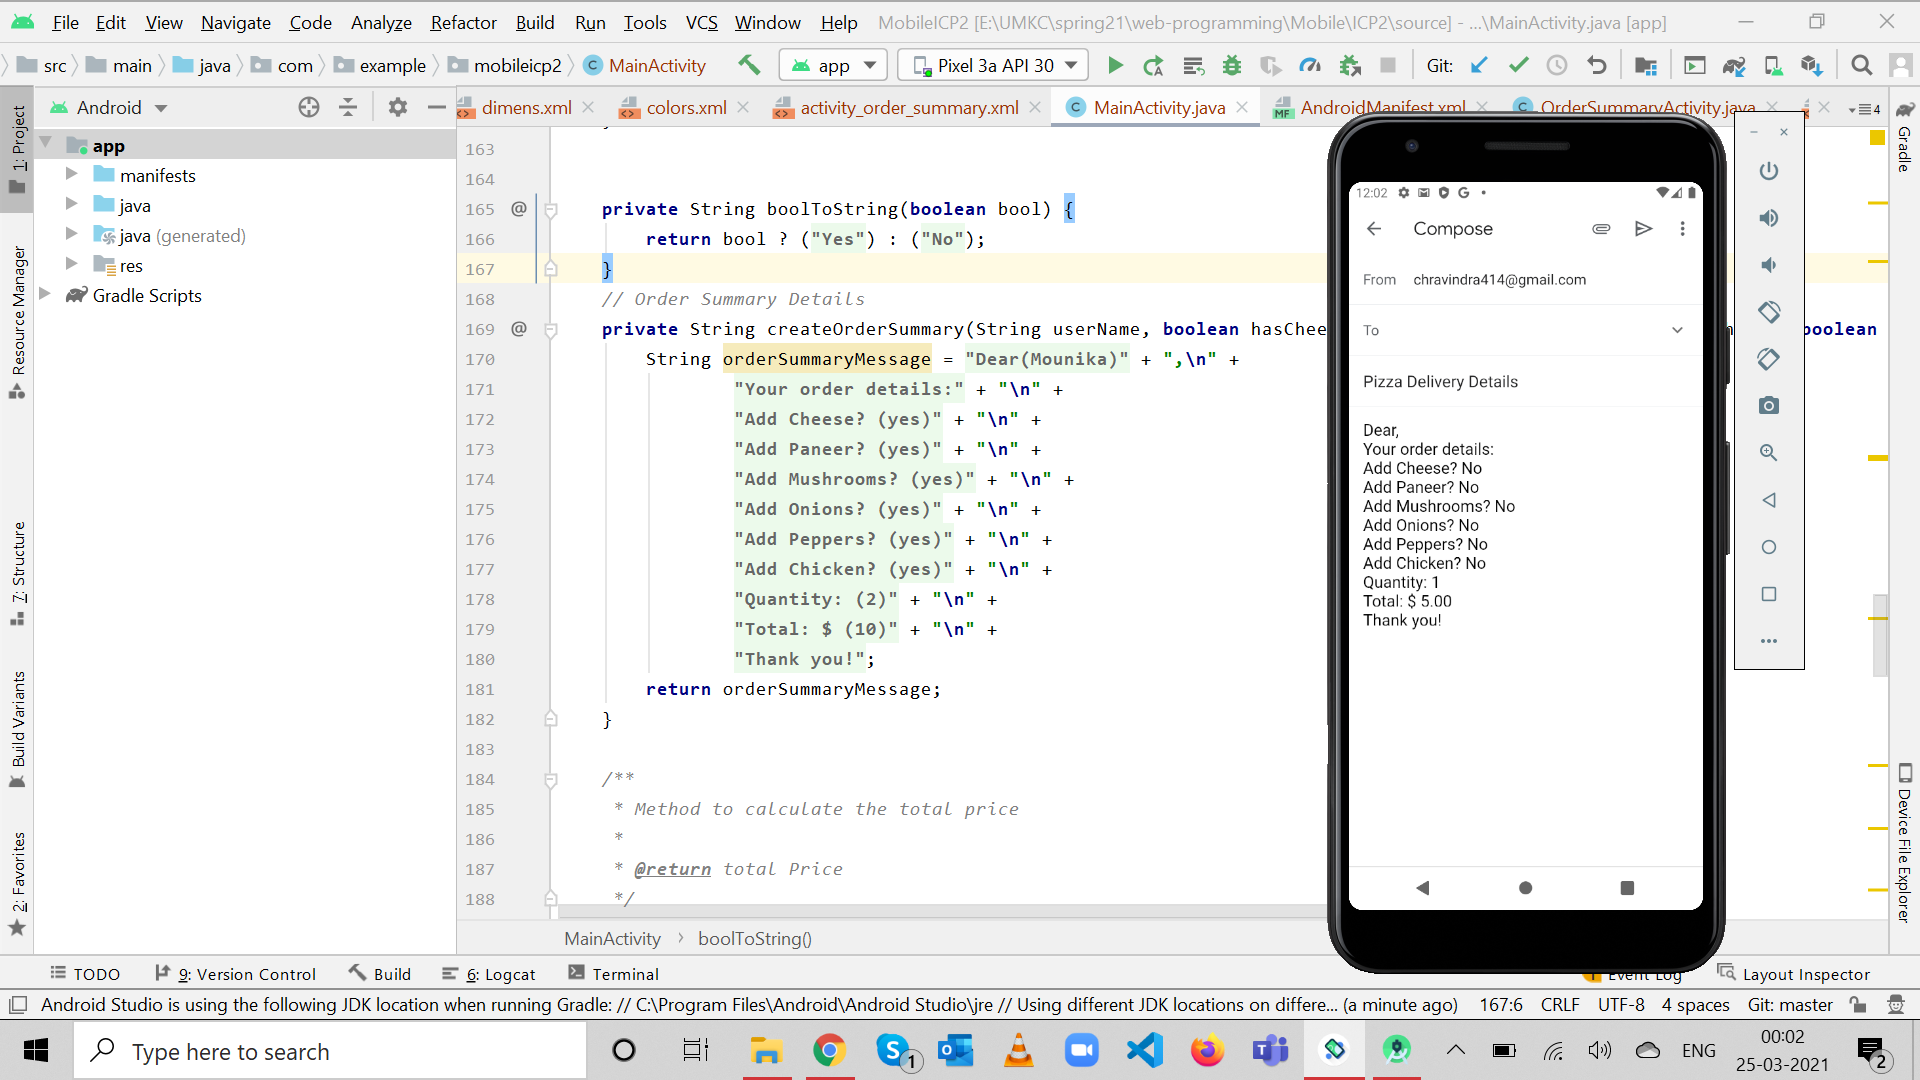 File Edit View Navigate Code Analyze Refactor Build Run Tools VCS Window Help MobileICP2 [E:\UMKC\spring21\web-programming\Mobile\ICP2\source] - ...\MainActivity.java [app]
src main java com example mobileicp2 MainActivity app Pixel 3a API 30 Git:
Android dimens.xml colors.xml activity_order_summary.xml MainActivity.java AndroidManifest.xml OrderSummaryActivity.java 4
1: Project
Resource Manager
7: Structure
Build Variants
2: Favorites
app
manifests
java
java (generated)
res
Gradle Scripts
163
164
165 @ private String boolToString(boolean bool) {
166 return bool ? ("Yes") : ("No");
167 }
168 // Order Summary Details
169 @ private String createOrderSummary(String userName, boolean hasChee boolean
170 String orderSummaryMessage = "Dear(Mounika)" + ",\n" +
171 "Your order details:" + "\n" +
172 "Add Cheese? (yes)" + "\n" +
173 "Add Paneer? (yes)" + "\n" +
174 "Add Mushrooms? (yes)" + "\n" +
175 "Add Onions? (yes)" + "\n" +
176 "Add Peppers? (yes)" + "\n" +
177 "Add Chicken? (yes)" + "\n" +
178 "Quantity: (2)" + "\n" +
179 "Total: $ (10)" + "\n" +
180 "Thank you!";
181 return orderSummaryMessage;
182 }
183
184 /**
185 * Method to calculate the total price
186 *
187 * @return total Price
188 */
MainActivity > boolToString()
12:02
Compose
From chravindra414@gmail.com
To
Pizza Delivery Details
Dear,
Your order details:
Add Cheese? No
Add Paneer? No
Add Mushrooms? No
Add Onions? No
Add Peppers? No
Add Chicken? No
Quantity: 1
Total: $ 5.00
Thank you!
Gradle
Device File Explorer
TODO 9: Version Control Build 6: Logcat Terminal Event Log Layout Inspector
Android Studio is using the following JDK location when running Gradle: // C:\Program Files\Android\Android Studio\jre // Using different JDK locations on differe... (a minute ago) 167:6 CRLF UTF-8 4 spaces Git: master
Type here to search 1 ENG 00:02
25-03-2021 2